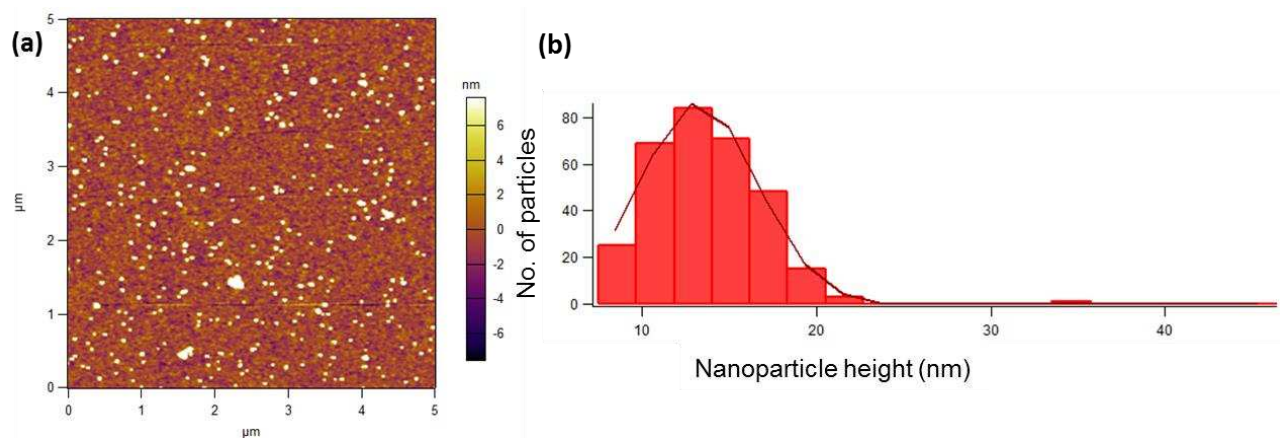 (a)
5
4
3
2
1
0
μm
0 1 2 3 4 5
μm
nm
6
4
2
0
-2
-4
-6
(b)
No. of particles
80
60
40
20
0
10 20 30 40
Nanoparticle height (nm)